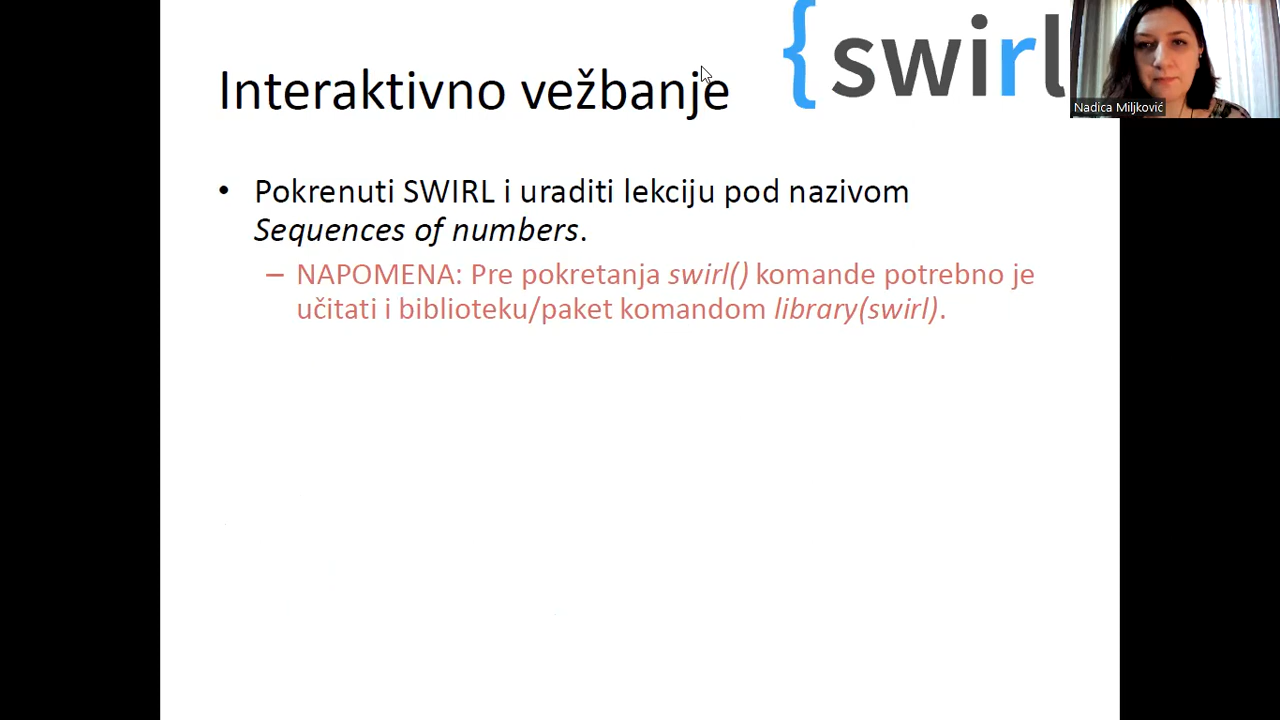 {swirl
Nadica Miljković
Interaktivno vežbanje
• Pokrenuti SWIRL i uraditi lekciju pod nazivom
Sequences of numbers.
– NAPOMENA: Pre pokretanja swirl() komande potrebno je
učitati i biblioteku/paket komandom library(swirl).